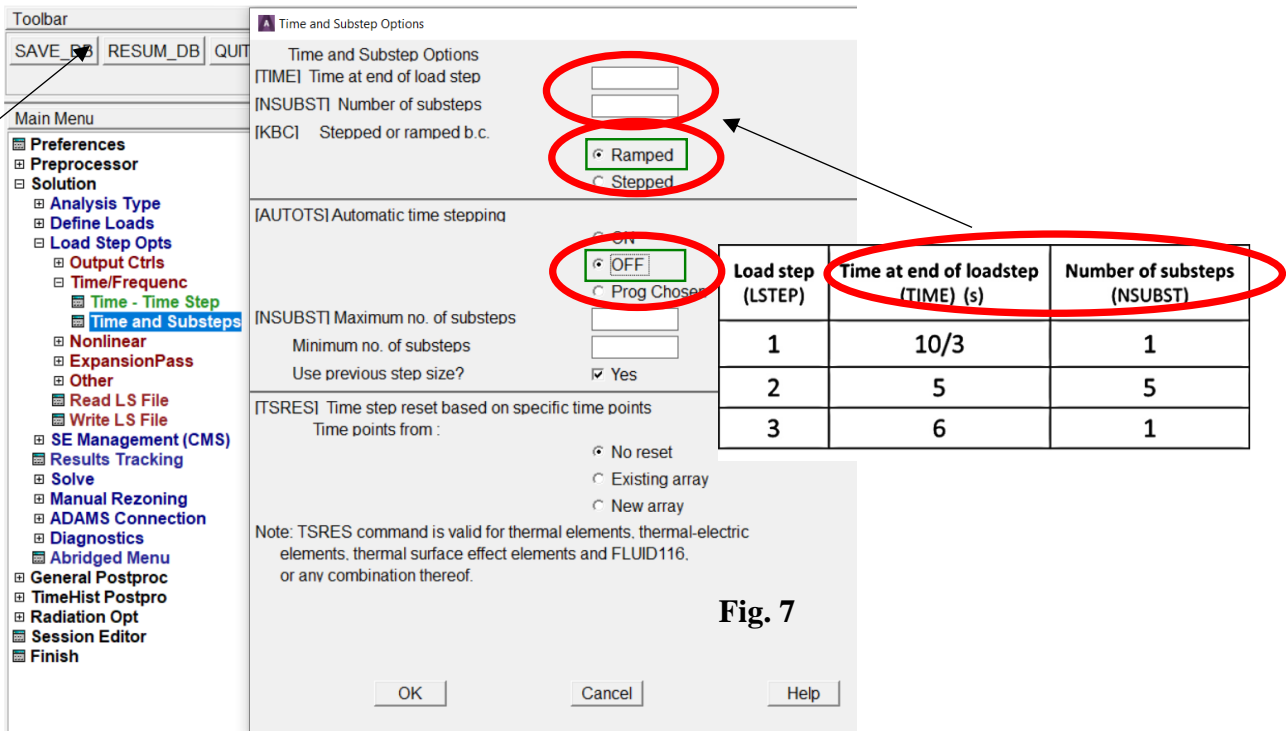 Toolbar
SAVE_DB RESUM_DB QUIT
Main Menu
Preferences
Preprocessor
Solution
Analysis Type
Define Loads
Load Step Opts
Output Ctrls
Time/Frequenc
Time - Time Step
Time and Substeps
Nonlinear
ExpansionPass
Other
Read LS File
Write LS File
SE Management (CMS)
Results Tracking
Solve
Manual Rezoning
ADAMS Connection
Diagnostics
Abridged Menu
General Postproc
TimeHist Postpro
Radiation Opt
Session Editor
Finish
Time and Substep Options
Time and Substep Options
[TIME] Time at end of load step
[NSUBST] Number of substeps
[KBC] Stepped or ramped b.c.
Ramped
Stepped
[AUTOTS] Automatic time stepping
ON
OFF
Prog Chosen
[NSUBST] Maximum no. of substeps
Minimum no. of substeps
Use previous step size?
Yes
[TSRES] Time step reset based on specific time points
Time points from :
No reset
Existing array
New array
Note: TSRES command is valid for thermal elements, thermal-electric
elements, thermal surface effect elements and FLUID116,
or any combination thereof.
OK Cancel Help
Load step Time at end of loadstep Number of substeps
(LSTEP) (TIME) (s) (NSUBST)
1 10/3 1
2 5 5
3 6 1
Fig. 7